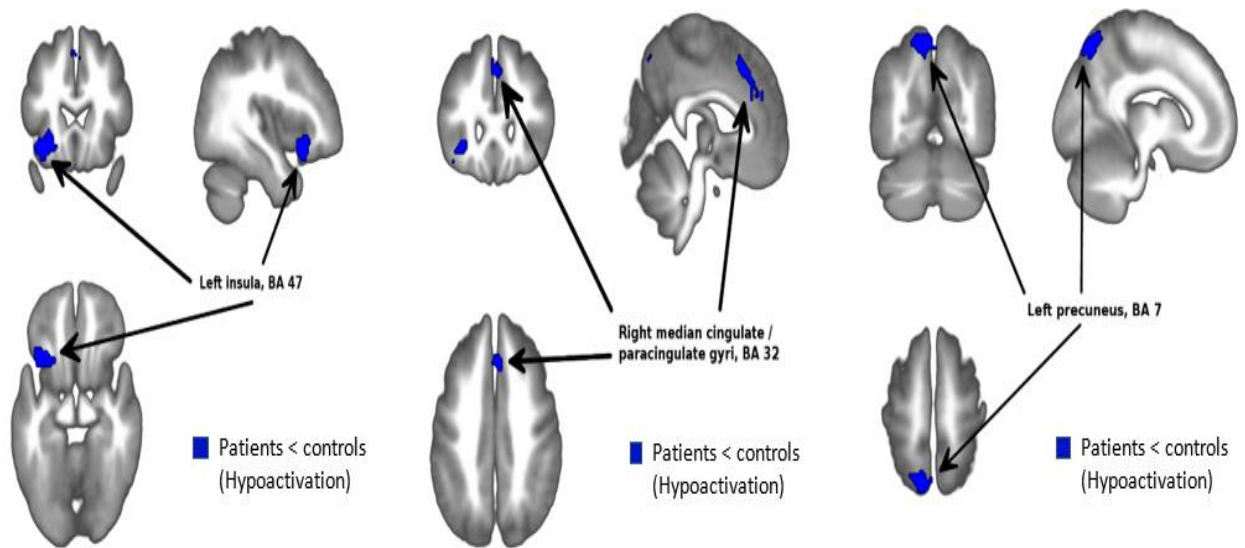 Left insula, BA 47
Patients < controls
(Hypoactivation)
Right median cingulate /
paracingulate gyri, BA 32
Patients < controls
(Hypoactivation)
Left precuneus, BA 7
Patients < controls
(Hypoactivation)